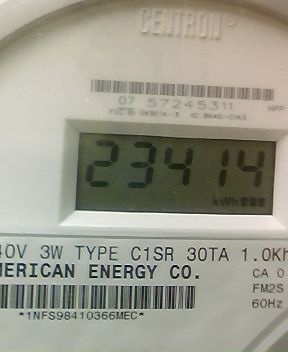 CENTRON
07 57245311
23414
kWh
40V 3W TYPE C1SR 30TA 1.0Kh
MERICAN ENERGY CO.
CA 0
FM2S
60Hz
*1NFS98410366MEC*